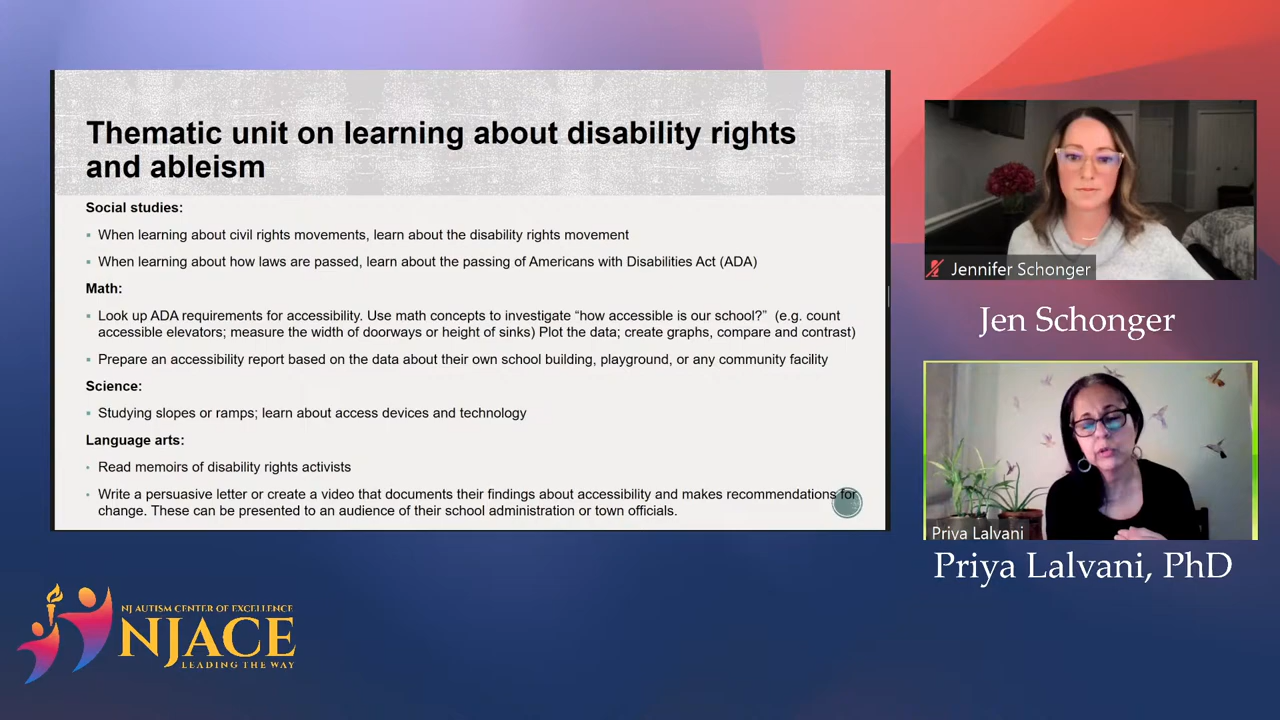 Thematic unit on learning about disability rights
and ableism
Social studies:
▪ When learning about civil rights movements, learn about the disability rights movement
▪ When learning about how laws are passed, learn about the passing of Americans with Disabilities Act (ADA)
Math:
▪ Look up ADA requirements for accessibility. Use math concepts to investigate “how accessible is our school?” (e.g. count
accessible elevators; measure the width of doorways or height of sinks) Plot the data; create graphs, compare and contrast)
▪ Prepare an accessibility report based on the data about their own school building, playground, or any community facility
Science:
▪ Studying slopes or ramps; learn about access devices and technology
Language arts:
• Read memoirs of disability rights activists
• Write a persuasive letter or create a video that documents their findings about accessibility and makes recommendations for
change. These can be presented to an audience of their school administration or town officials.
Jennifer Schonger
Jen Schonger
Priya Lalvani
Priya Lalvani, PhD
NJ AUTISM CENTER OF EXCELLENCE
NJACE
LEADING THE WAY